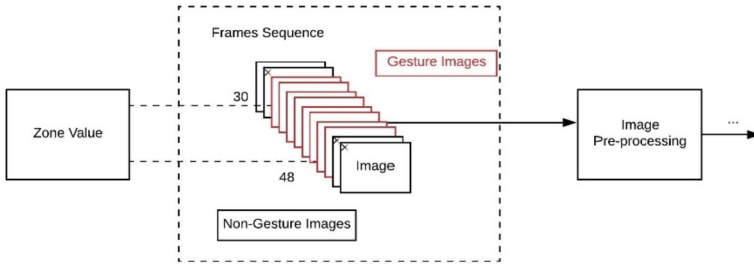 Frames Sequence
Gesture Images
30
Zone Value
Image
Pre-processing
...
Image
48
Non-Gesture Images